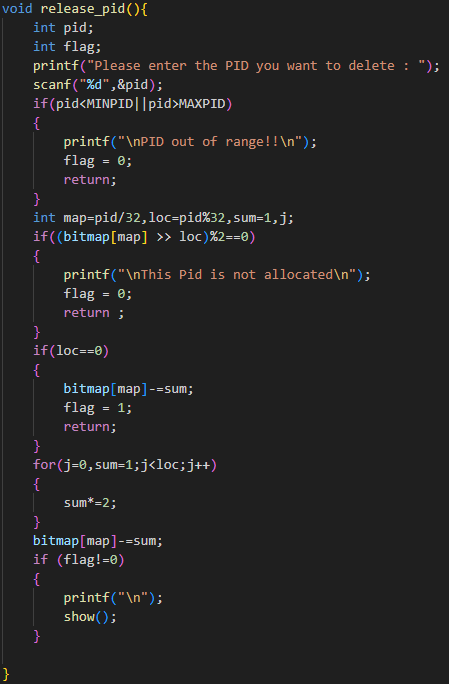 void release_pid(){
    int pid;
    int flag;
    printf("Please enter the PID you want to delete : ");
    scanf("%d",&pid);
    if(pid<MINPID||pid>MAXPID)
    {
        printf("\nPID out of range!!\n");
        flag = 0;
        return;
    }
    int map=pid/32,loc=pid%32,sum=1,j;
    if((bitmap[map] >> loc)%2==0)
    {
        printf("\nThis Pid is not allocated\n");
        flag = 0;
        return ;
    }
    if(loc==0)
    {
        bitmap[map]-=sum;
        flag = 1;
        return;
    }
    for(j=0,sum=1;j<loc;j++)
    {
        sum*=2;
    }
    bitmap[map]-=sum;
    if (flag!=0)
    {
        printf("\n");
        show();
    }
}